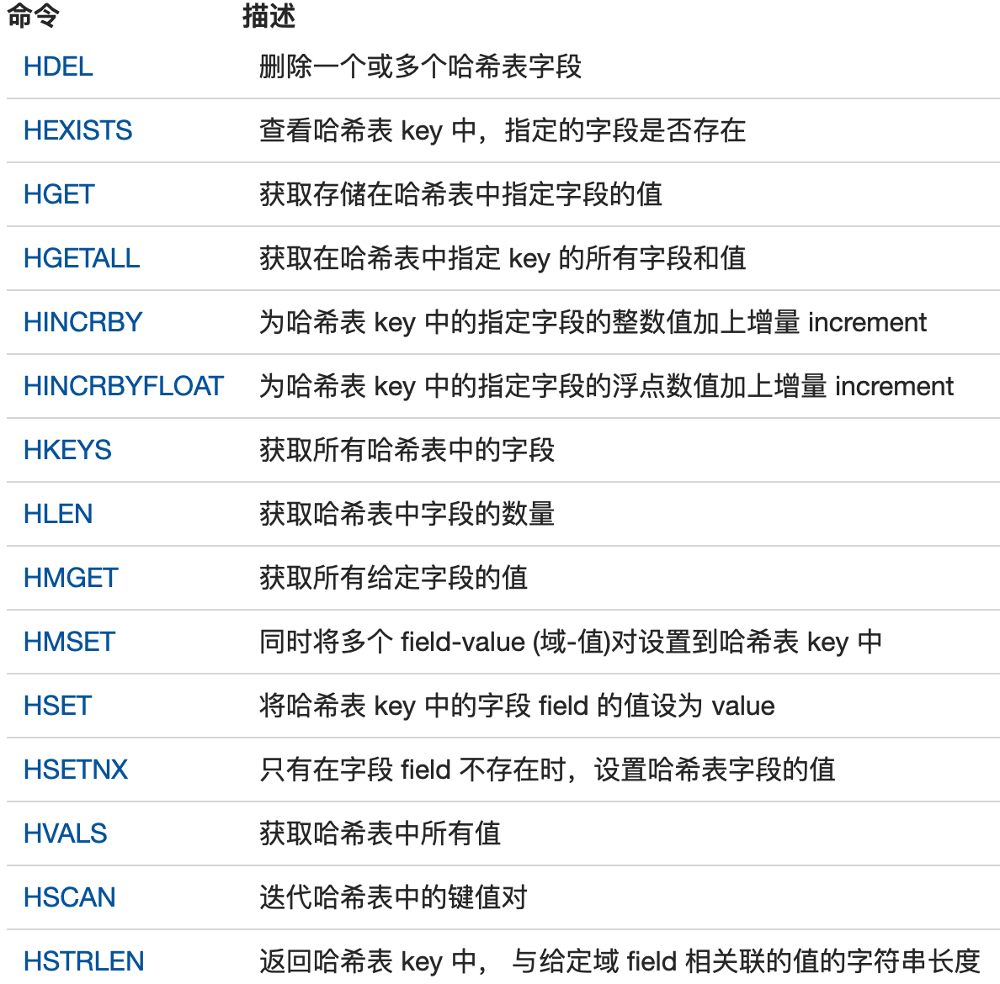 命令 描述
HDEL 删除一个或多个哈希表字段
HEXISTS 查看哈希表 key 中，指定的字段是否存在
HGET 获取存储在哈希表中指定字段的值
HGETALL 获取在哈希表中指定 key 的所有字段和值
HINCRBY 为哈希表 key 中的指定字段的整数值加上增量 increment
HINCRBYFLOAT 为哈希表 key 中的指定字段的浮点数值加上增量 increment
HKEYS 获取所有哈希表中的字段
HLEN 获取哈希表中字段的数量
HMGET 获取所有给定字段的值
HMSET 同时将多个 field-value (域-值)对设置到哈希表 key 中
HSET 将哈希表 key 中的字段 field 的值设为 value
HSETNX 只有在字段 field 不存在时，设置哈希表字段的值
HVALS 获取哈希表中所有值
HSCAN 迭代哈希表中的键值对
HSTRLEN 返回哈希表 key 中， 与给定域 field 相关联的值的字符串长度